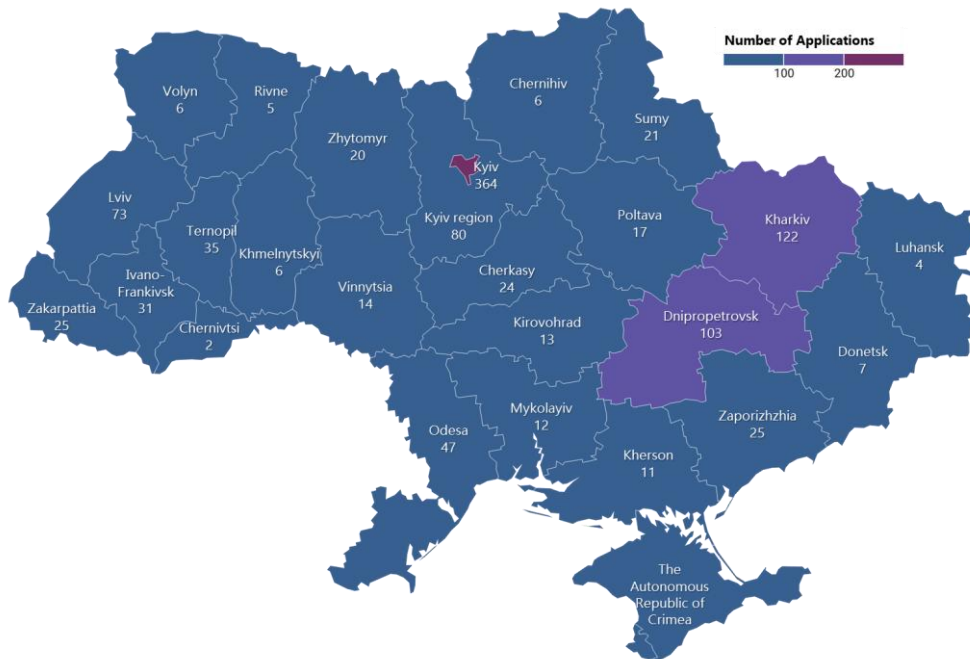 Number of Applications
100 200
Volyn
6
Rivne
5
Chernihiv
6
Sumy
21
Zhytomyr
20
Kyiv
364
Lviv
73
Ternopil
35
Khmelnytskyi
6
Kyiv region
80
Poltava
17
Kharkiv
122
Luhansk
4
Ivano-
Frankivsk
31
Zakarpattia
25
Chernivtsi
2
Vinnytsia
14
Cherkasy
24
Kirovohrad
13
Dnipropetrovsk
103
Donetsk
7
Odesa
47
Mykolayiv
12
Kherson
11
Zaporizhzhia
25
The
Autonomous
Republic of
Crimea